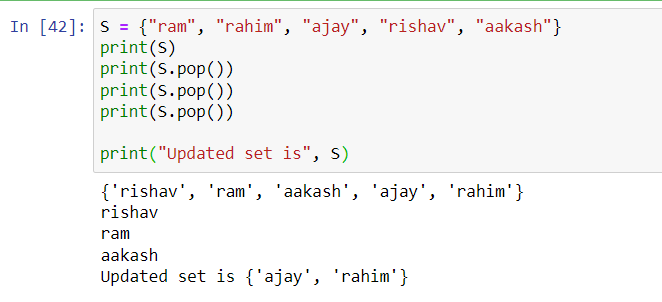 In [42]: S = {"ram", "rahim", "ajay", "rishav", "aakash"}
print(S)
print(S.pop())
print(S.pop())
print(S.pop())
print("Updated set is", S)
{'rishav', 'ram', 'aakash', 'ajay', 'rahim'}
rishav
ram
aakash
Updated set is {'ajay', 'rahim'}